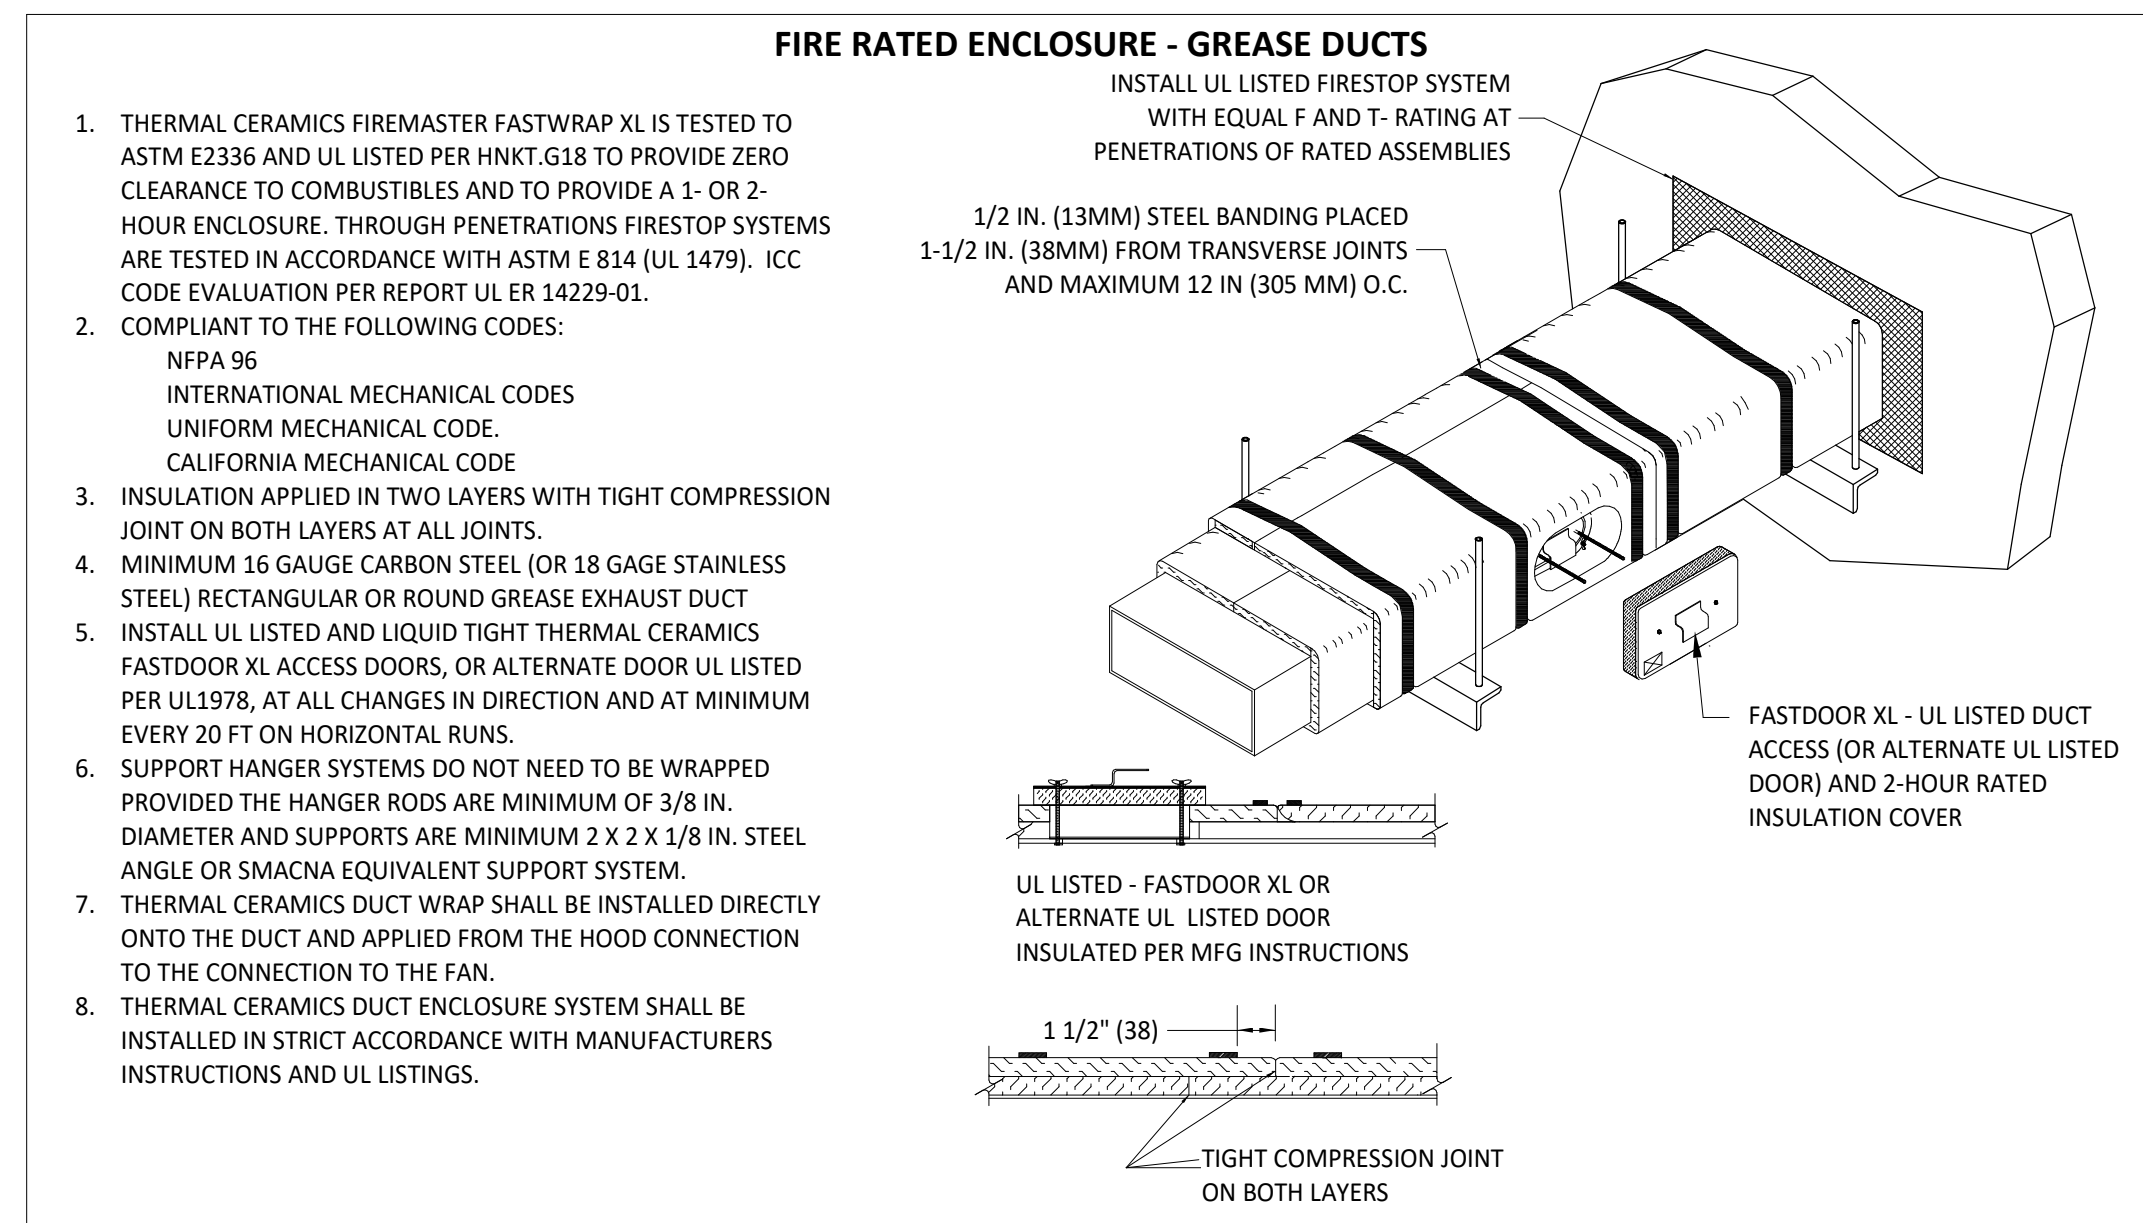 FIRE RATED ENCLOSURE - GREASE DUCTS
1. THERMAL CERAMICS FIREMASTER FASTWRAP XL IS TESTED TO
ASTM E2336 AND UL LISTED PER HNKT.G18 TO PROVIDE ZERO
CLEARANCE TO COMBUSTIBLES AND TO PROVIDE A 1- OR 2-
HOUR ENCLOSURE. THROUGH PENETRATIONS FIRESTOP SYSTEMS
ARE TESTED IN ACCORDANCE WITH ASTM E 814 (UL 1479).  ICC
CODE EVALUATION PER REPORT UL ER 14229-01.
2. COMPLIANT TO THE FOLLOWING CODES:
NFPA 96
INTERNATIONAL MECHANICAL CODES
UNIFORM MECHANICAL CODE.
CALIFORNIA MECHANICAL CODE
3. INSULATION APPLIED IN TWO LAYERS WITH TIGHT COMPRESSION
JOINT ON BOTH LAYERS AT ALL JOINTS.
4. MINIMUM 16 GAUGE CARBON STEEL (OR 18 GAGE STAINLESS
STEEL) RECTANGULAR OR ROUND GREASE EXHAUST DUCT
5. INSTALL UL LISTED AND LIQUID TIGHT THERMAL CERAMICS
FASTDOOR XL ACCESS DOORS, OR ALTERNATE DOOR UL LISTED
PER UL1978, AT ALL CHANGES IN DIRECTION AND AT MINIMUM
EVERY 20 FT ON HORIZONTAL RUNS.
6. SUPPORT HANGER SYSTEMS DO NOT NEED TO BE WRAPPED
PROVIDED THE HANGER RODS ARE MINIMUM OF 3/8 IN.
DIAMETER AND SUPPORTS ARE MINIMUM 2 X 2 X 1/8 IN. STEEL
ANGLE OR SMACNA EQUIVALENT SUPPORT SYSTEM.
7. THERMAL CERAMICS DUCT WRAP SHALL BE INSTALLED DIRECTLY
ONTO THE DUCT AND APPLIED FROM THE HOOD CONNECTION
TO THE CONNECTION TO THE FAN.
8. THERMAL CERAMICS DUCT ENCLOSURE SYSTEM SHALL BE
INSTALLED IN STRICT ACCORDANCE WITH MANUFACTURERS
INSTRUCTIONS AND UL LISTINGS.
INSTALL UL LISTED FIRESTOP SYSTEM
WITH EQUAL F AND T- RATING AT
PENETRATIONS OF RATED ASSEMBLIES
1/2 IN. (13MM) STEEL BANDING PLACED
1-1/2 IN. (38MM) FROM TRANSVERSE JOINTS
AND MAXIMUM 12 IN (305 MM) O.C.
FASTDOOR XL - UL LISTED DUCT
ACCESS (OR ALTERNATE UL LISTED
DOOR) AND 2-HOUR RATED
INSULATION COVER
UL LISTED - FASTDOOR XL OR
ALTERNATE UL  LISTED DOOR
INSULATED PER MFG INSTRUCTIONS
1 1/2" (38)
TIGHT COMPRESSION JOINT
ON BOTH LAYERS